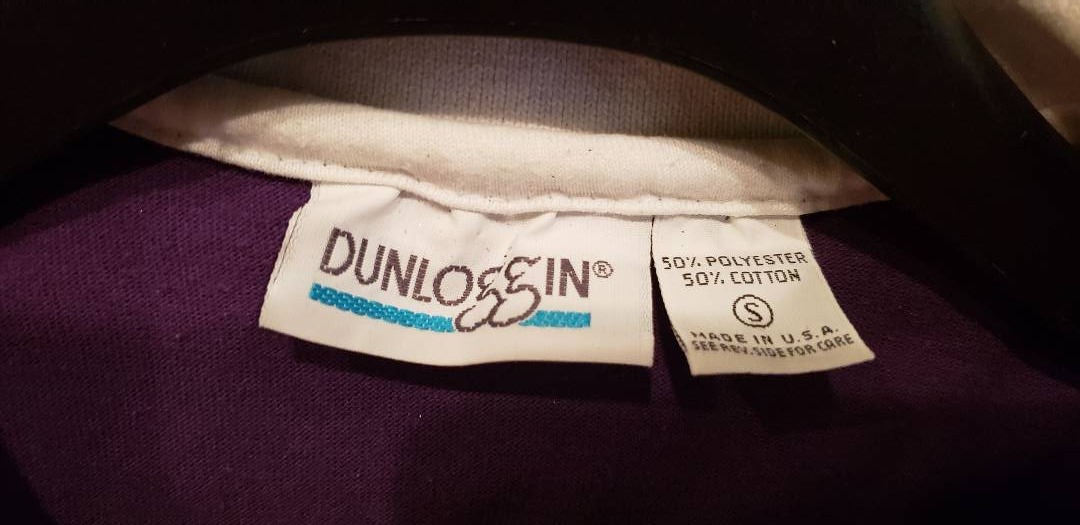 DUNLOGGIN®
50% POLYESTER
50% COTTON
S
MADE IN U.S.A.
SEE REV. SIDE FOR CARE